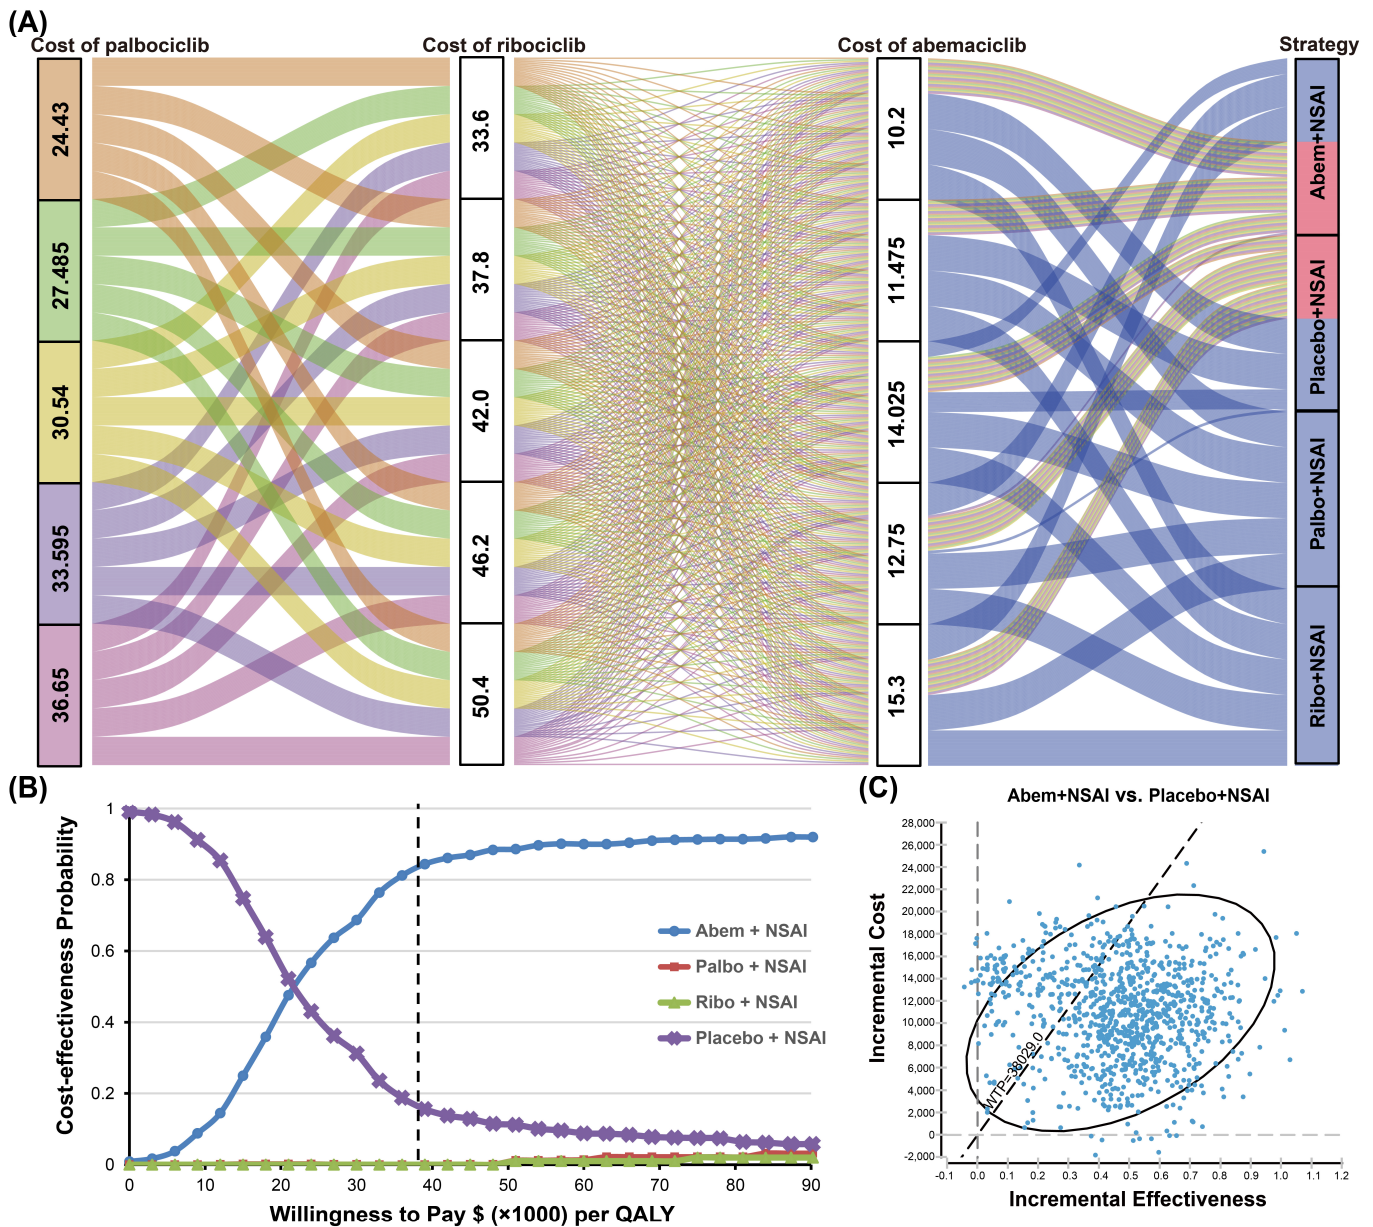 (A)
Cost of palbociclib
Cost of ribociclib
Cost of abemaciclib
Strategy
24.43
27.485
30.54
33.595
36.65
33.6
37.8
42.0
46.2
50.4
10.2
11.475
14.025
12.75
15.3
Abem+NSAI
Placebo+NSAI
Palbo+NSAI
Ribo+NSAI
(B)
Cost-effectiveness Probability
1
0.8
0.6
0.4
0.2
0
0 10 20 30 40 50 60 70 80 90
Willingness to Pay $ (×1000) per QALY
Abem + NSAI
Palbo + NSAI
Ribo + NSAI
Placebo + NSAI
(C)
Abem+NSAI vs. Placebo+NSAI
Incremental Cost
28,000
26,000
24,000
22,000
20,000
18,000
16,000
14,000
12,000
10,000
8,000
6,000
4,000
2,000
0
-2,000
WTP=38029.0
-0.1 0.0 0.1 0.2 0.3 0.4 0.5 0.6 0.7 0.8 0.9 1.0 1.1 1.2
Incremental Effectiveness